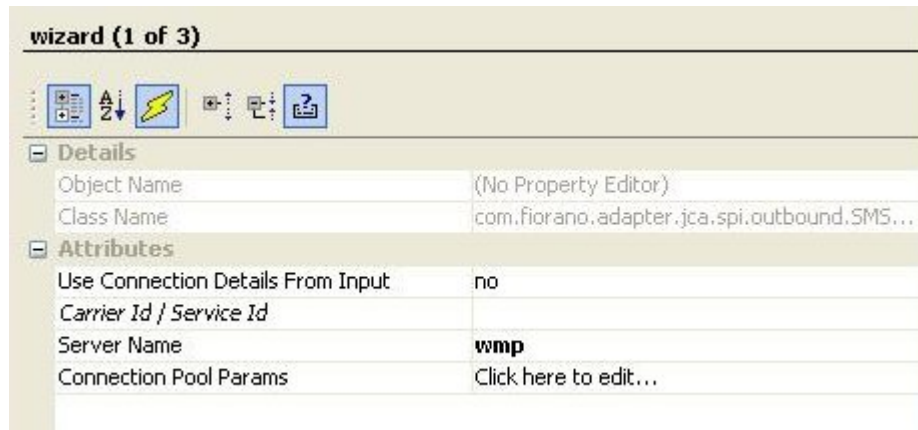 wizard (1 of 3)
Details
Object Name (No Property Editor)
Class Name com.fiorano.adapter.jca.spi.outbound.SMS...
Attributes
Use Connection Details From Input no
Carrier Id / Service Id
Server Name wmp
Connection Pool Params Click here to edit...